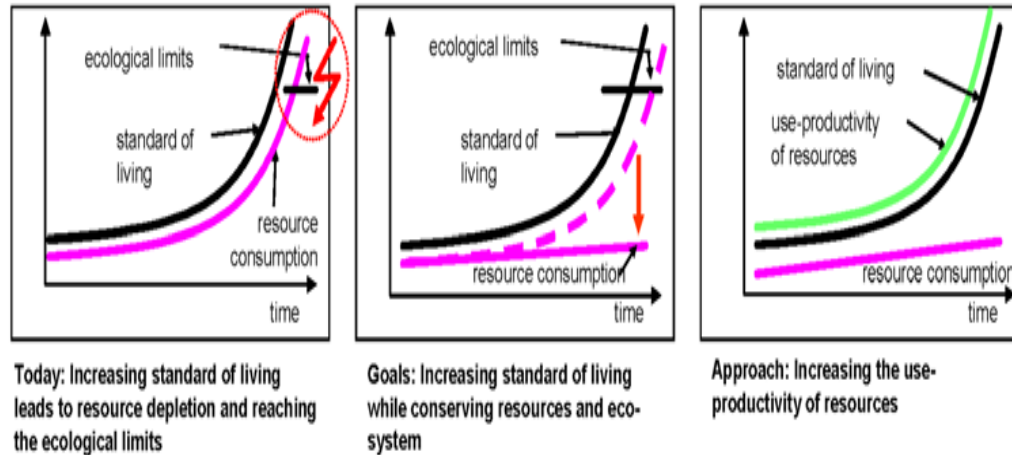 ecological limits
standard of
living
resource
consumption
time
Today: Increasing standard of living
leads to resource depletion and reaching
the ecological limits
ecological limits
standard of
living
resource consumption
time
Goals: Increasing standard of living
while conserving resources and eco-
system
standard of living
use-productivity
of resources
resource consumption
time
Approach: Increasing the use-
productivity of resources